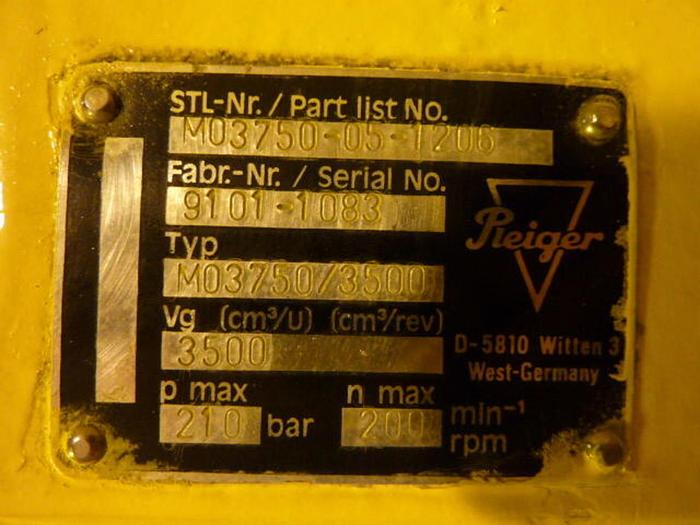 STL-Nr. / Part list No.
M03750-05-1206
Fabr.-Nr. / Serial No.
9101-1083
Typ
M03750/3500
Vg (cm³/U) (cm³/rev)
3500
p max
210 bar
n max
200 min⁻¹
rpm
Pleiger
D-5810 Witten 3
West-Germany